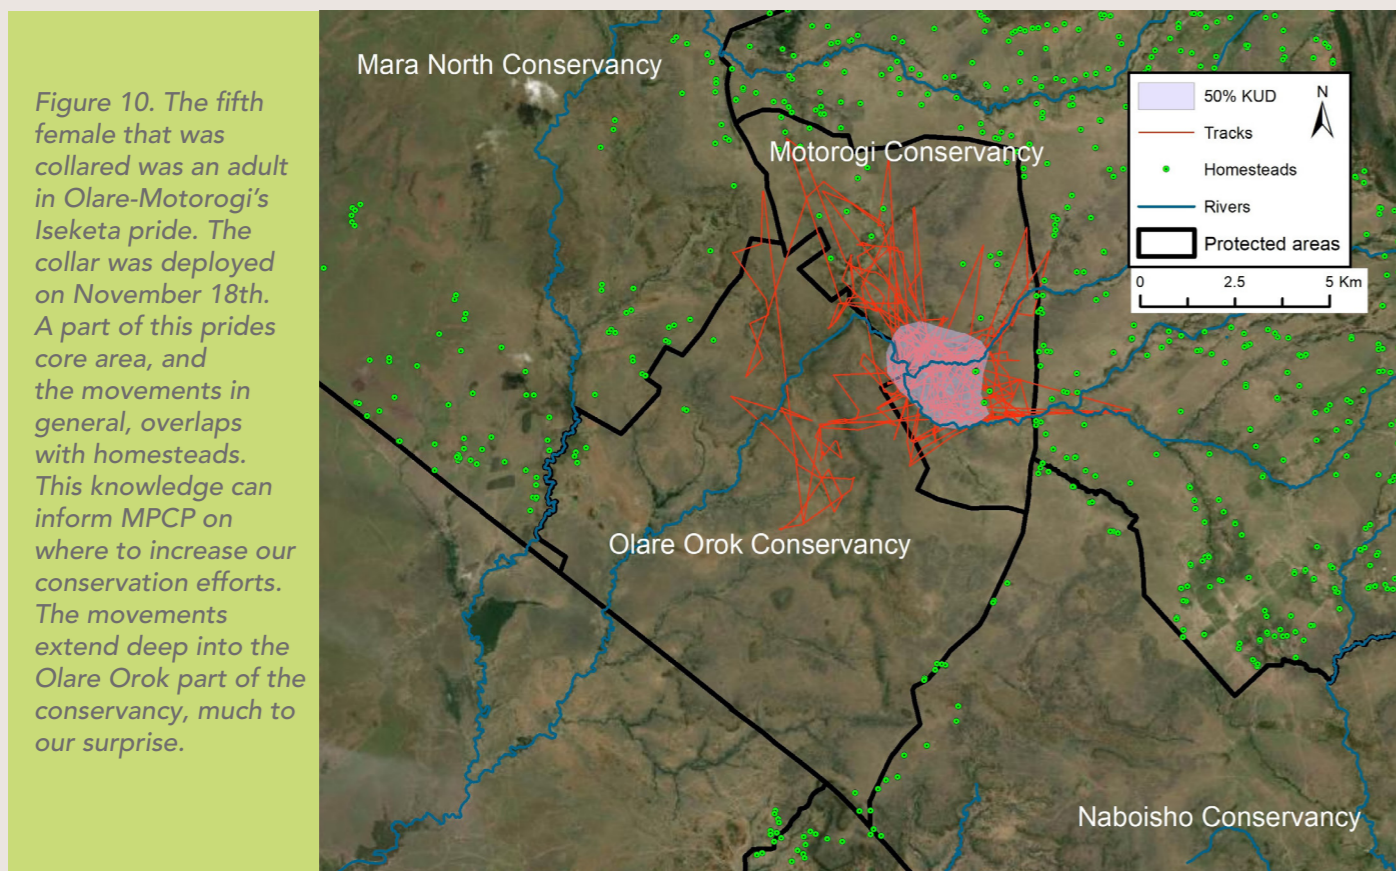 Figure 10. The fifth
female that was
collared was an adult
in Olare-Motorogi’s
Iseketa pride. The
collar was deployed
on November 18th.
A part of this prides
core area, and
the movements in
general, overlaps
with homesteads.
This knowledge can
inform MPCP on
where to increase our
conservation efforts.
The movements
extend deep into the
Olare Orok part of the
conservancy, much to
our surprise.
Mara North Conservancy
Motorogi Conservancy
Olare Orok Conservancy
Naboisho Conservancy
50% KUD
N
Tracks
Homesteads
Rivers
Protected areas
0 2.5 5 Km